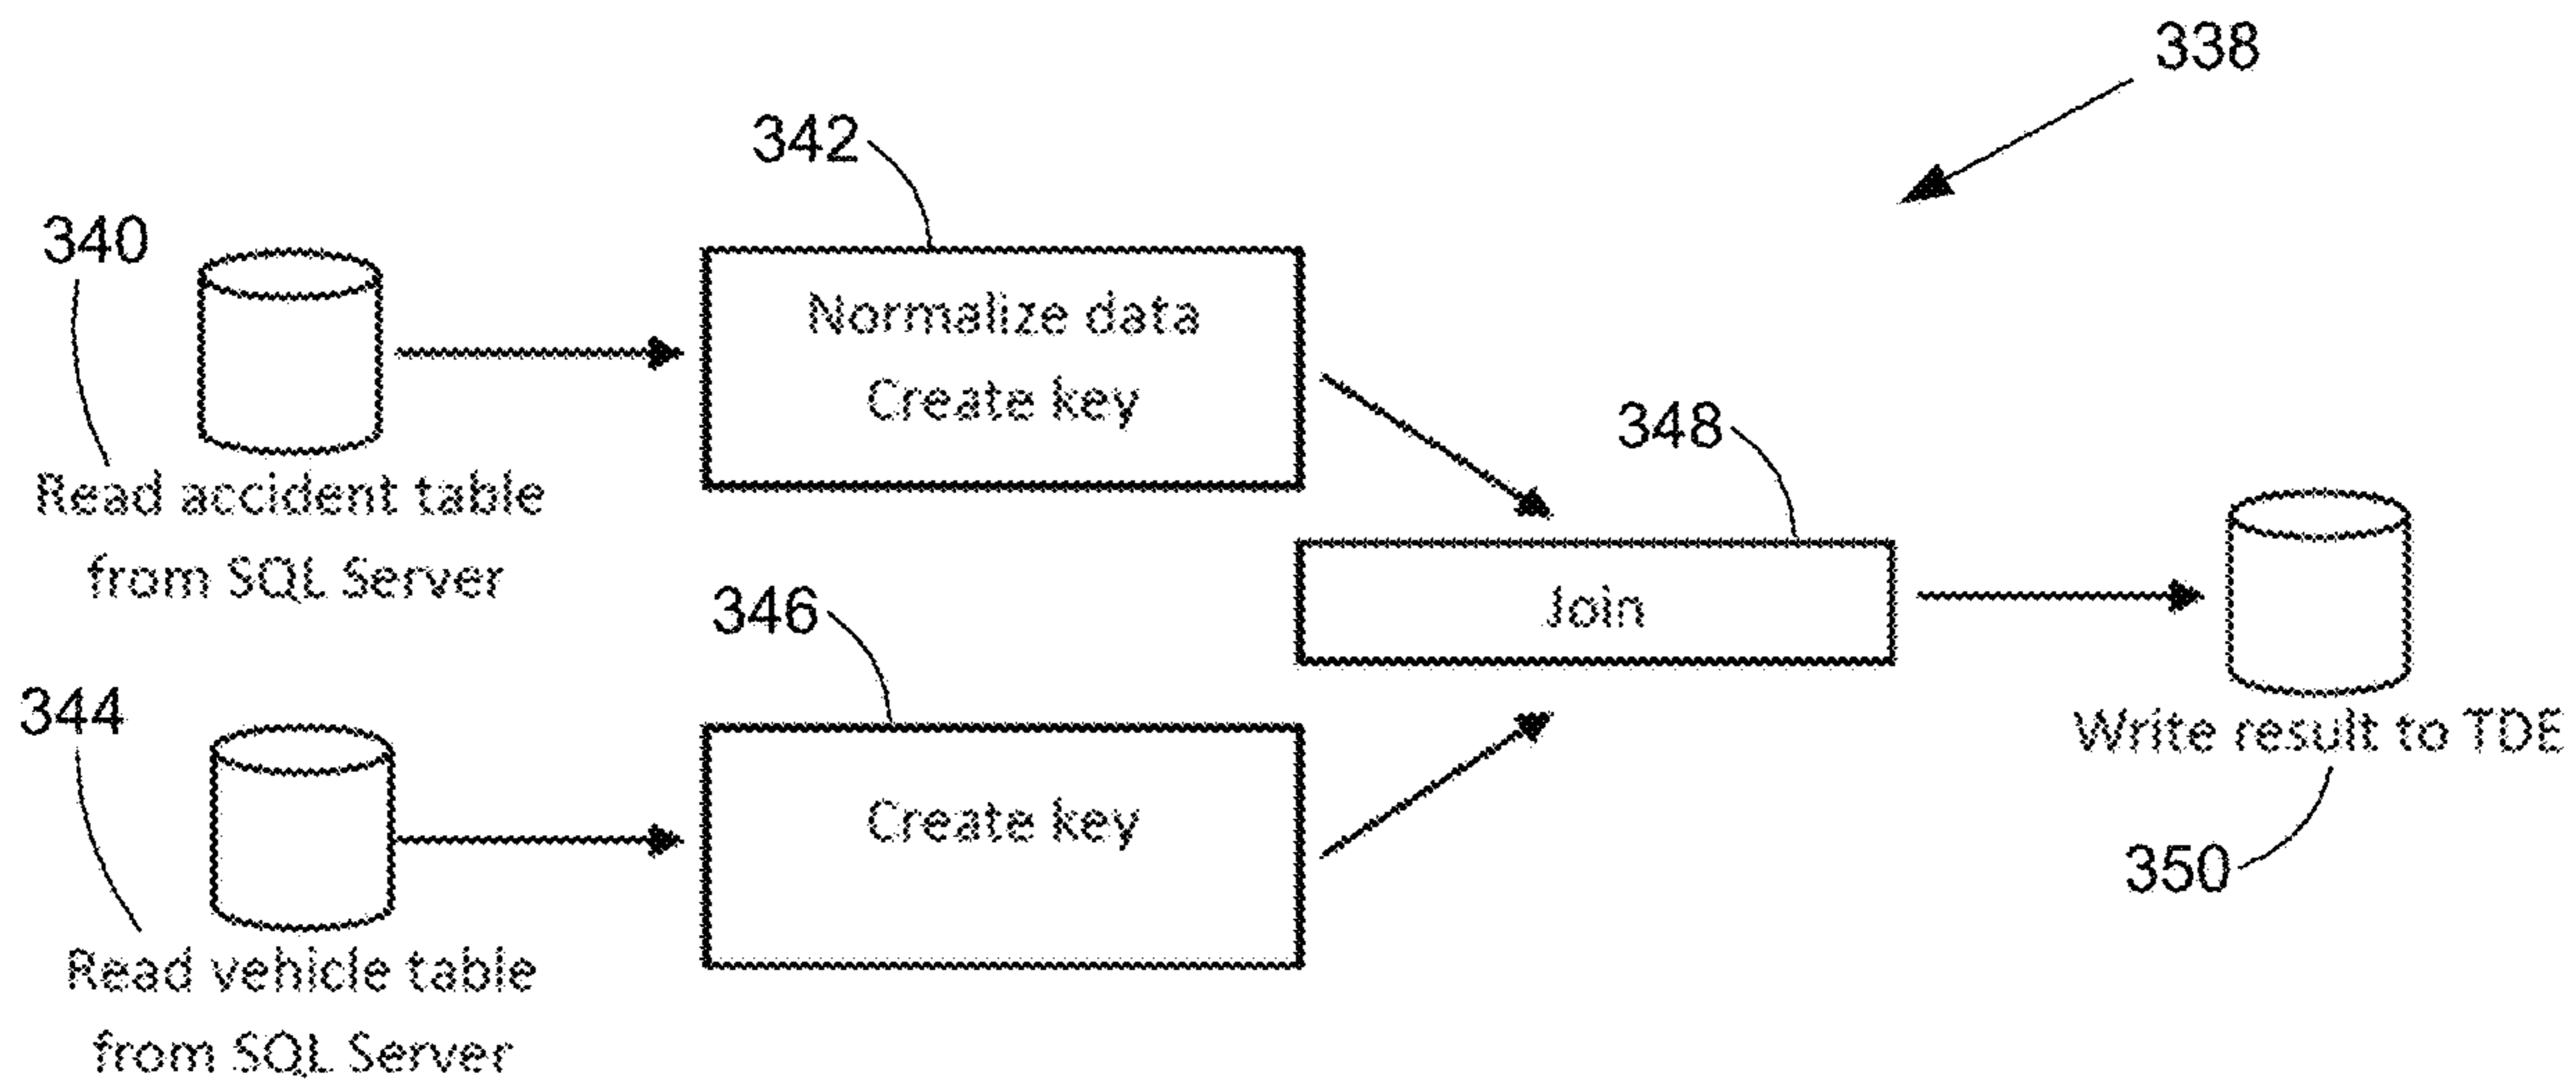 338
342
340
Normalize data
Create key
348
Read accident table
from SQL Server
346
Join
344
Write result to TDE
Create key
350
Read vehicle table
from SQL Server